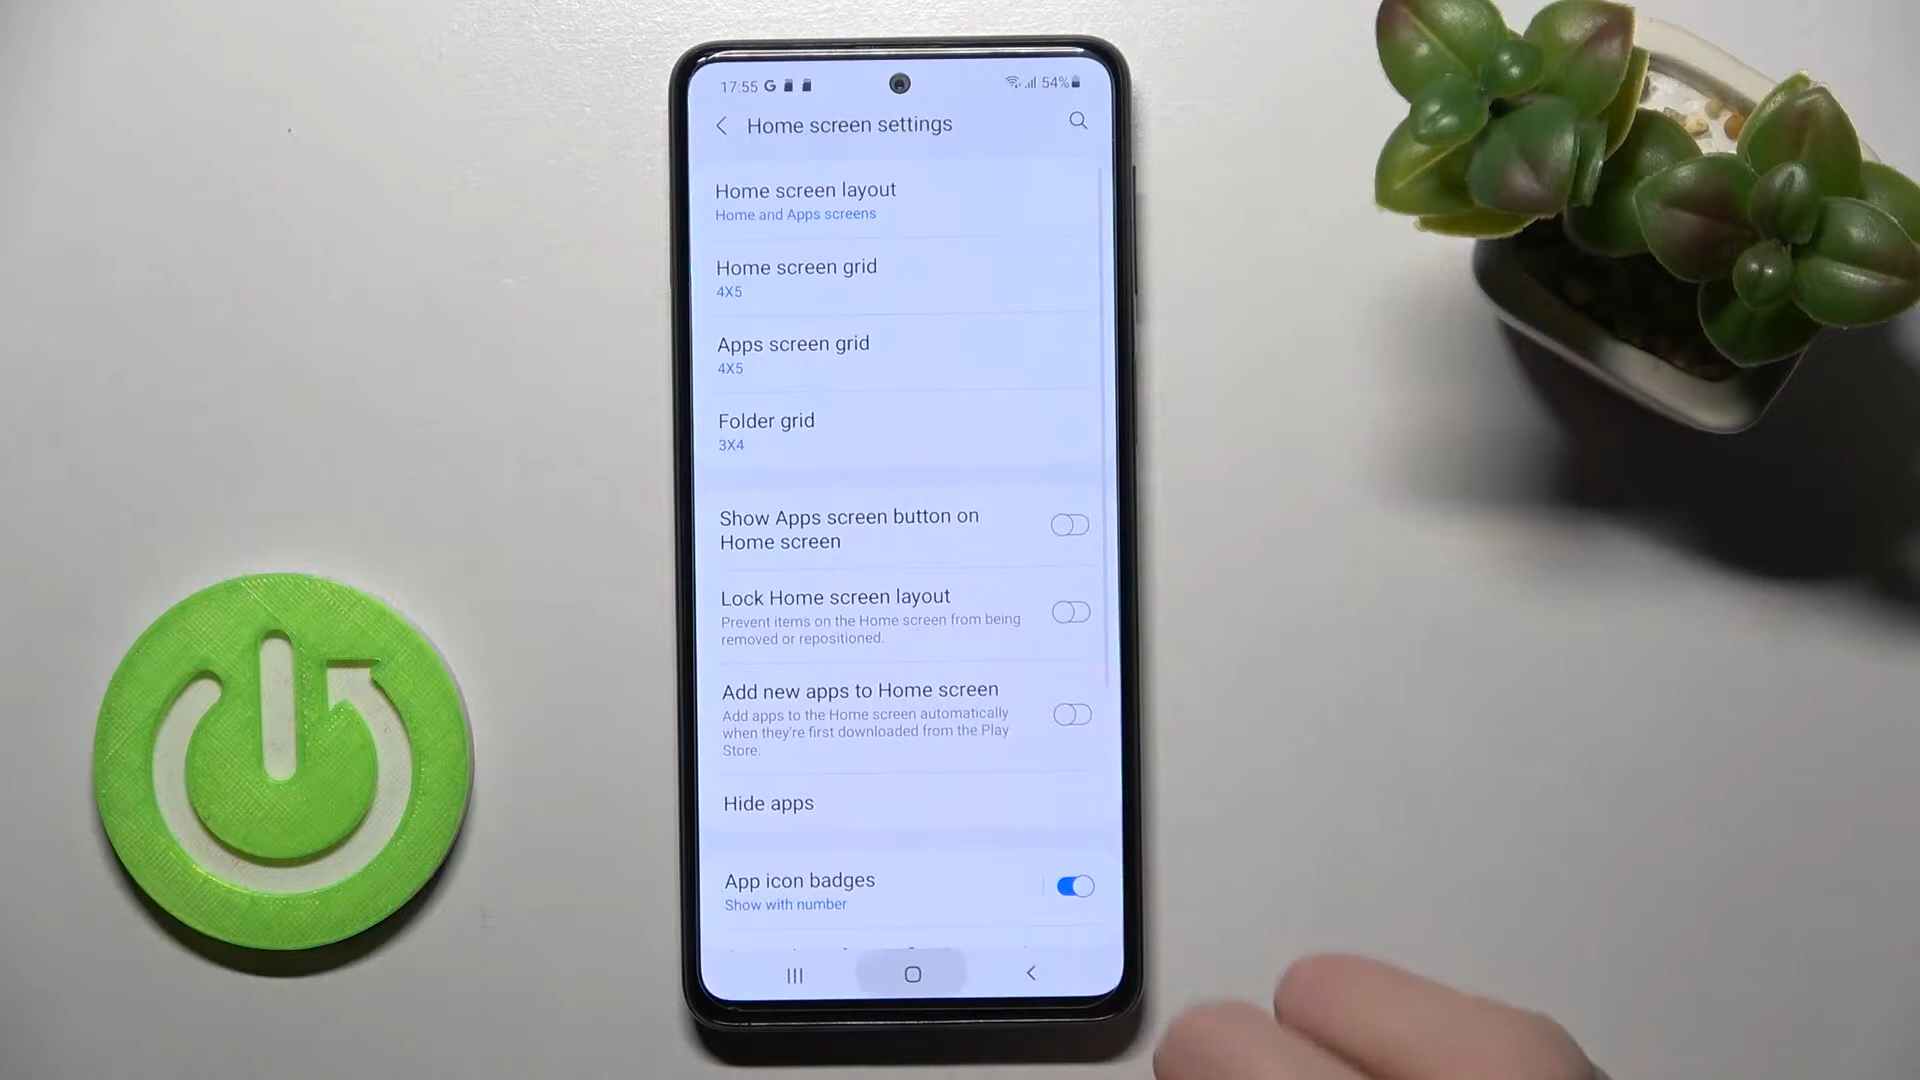 17:55 G 54%
Home screen settings
Home screen layout
Home and Apps screens
Home screen grid
4X5
Apps screen grid
4X5
Folder grid
3X4
Show Apps screen button on
Home screen
Lock Home screen layout
Prevent items on the Home screen from being
removed or repositioned.
Add new apps to Home screen
Add apps to the Home screen automatically
when they're first downloaded from the Play
Store.
Hide apps
App icon badges
Show with number